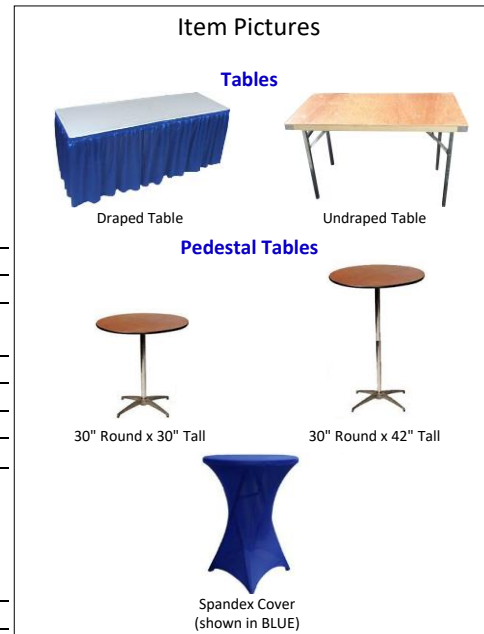 Item Pictures
Tables
Draped Table
Undraped Table
Pedestal Tables
30" Round x 30" Tall
30" Round x 42" Tall
Spandex Cover
(shown in BLUE)